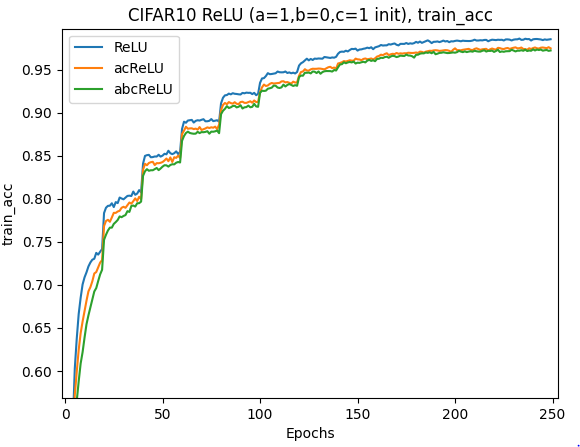 CIFAR10 ReLU (a=1,b=0,c=1 init), train_acc
ReLU
acReLU
abcReLU
train_acc
0.95
0.90
0.85
0.80
0.75
0.70
0.65
0.60
0 50 100 150 200 250
Epochs